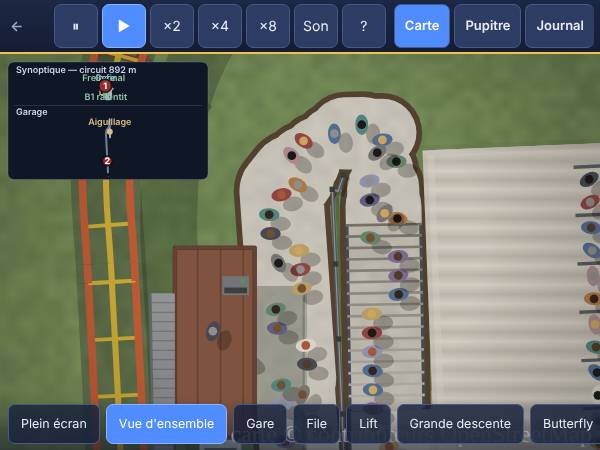 ←
⏸
▶
×2
×4
×8
Son
?
Carte
Pupitre
Journal
Synoptique — circuit 892 m
1
Garage
Aiguillage
2
Plein écran
Vue d'ensemble
Gare
File
Lift
Grande descente
Butterfly